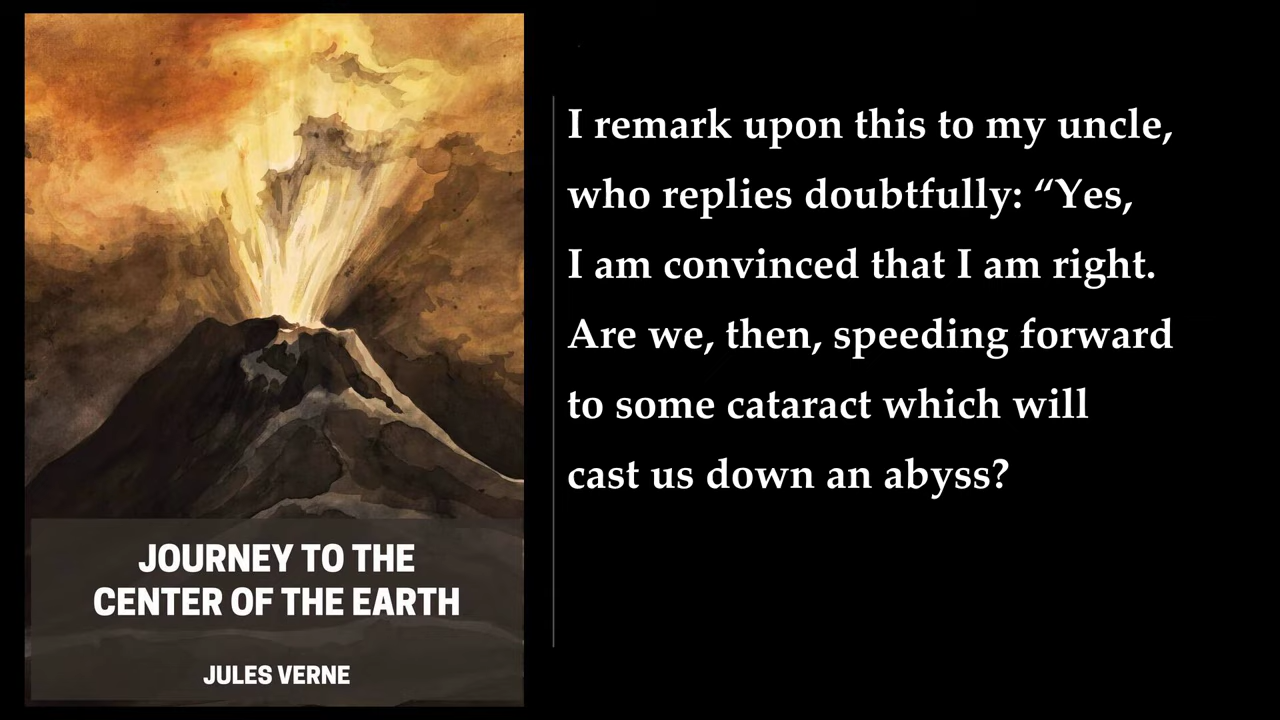 JOURNEY TO THE
CENTER OF THE EARTH
JULES VERNE
I remark upon this to my uncle,
who replies doubtfully: “Yes,
I am convinced that I am right.
Are we, then, speeding forward
to some cataract which will
cast us down an abyss?